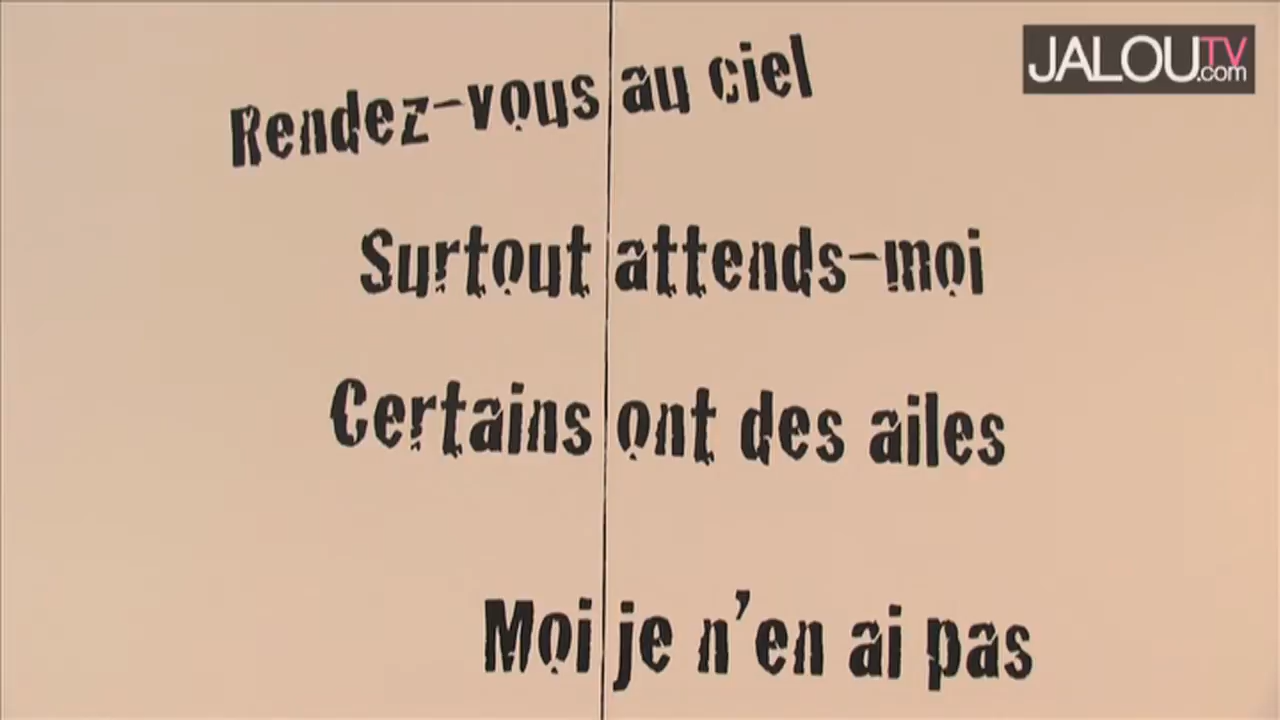 JALOUTV
.com
Rendez-vous au ciel
Surtout attends-moi
Certains ont des ailes
Moi je n'en ai pas